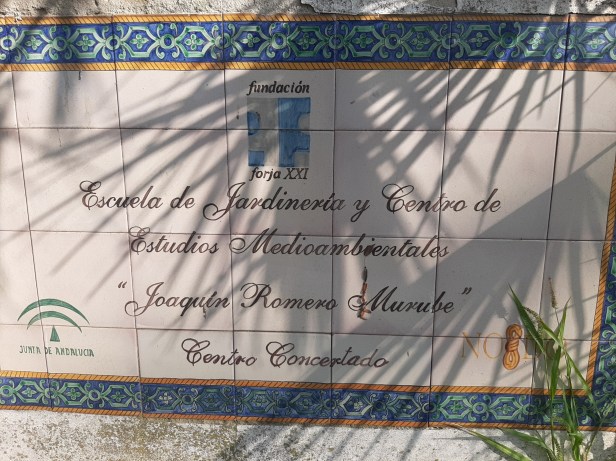 fundación
forja XXI
Escuela de Jardinería y Centro de
Estudios Medioambientales
"Joaquín Romero Murube"
JUNTA DE ANDALUCIA
Centro Concertado
NO8DO